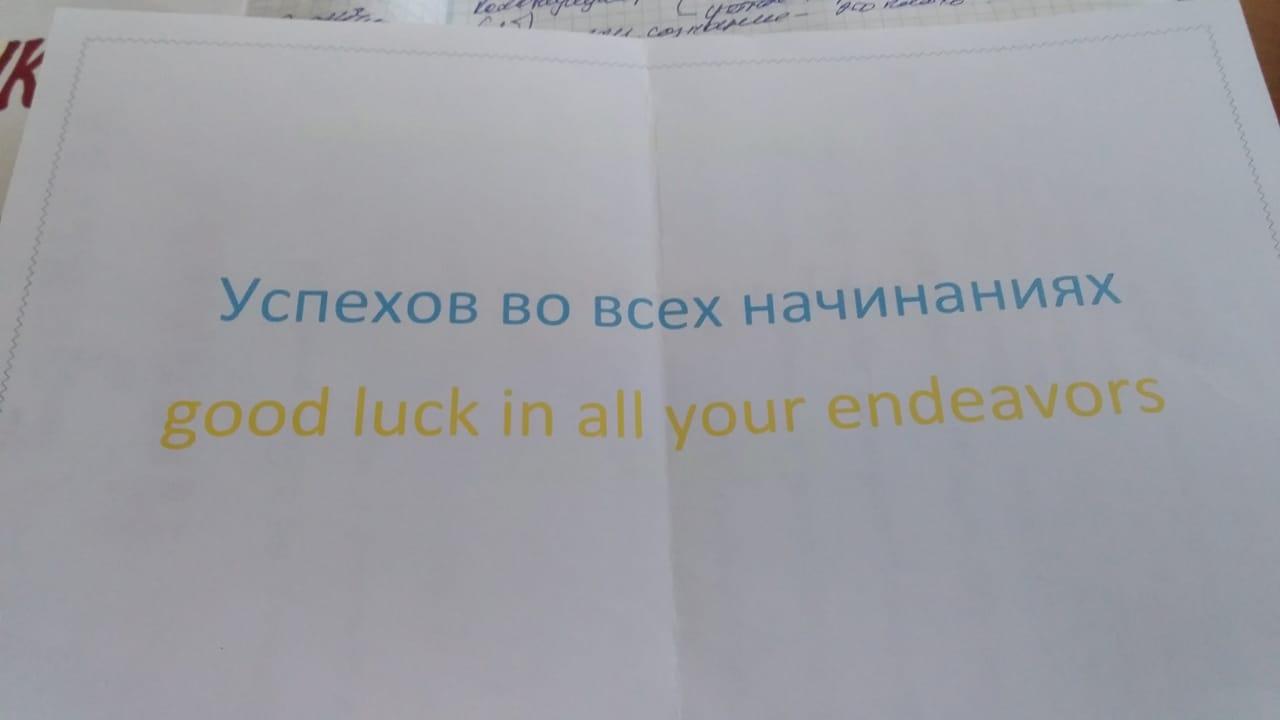 Успехов во всех начинаниях
good luck in all your endeavors